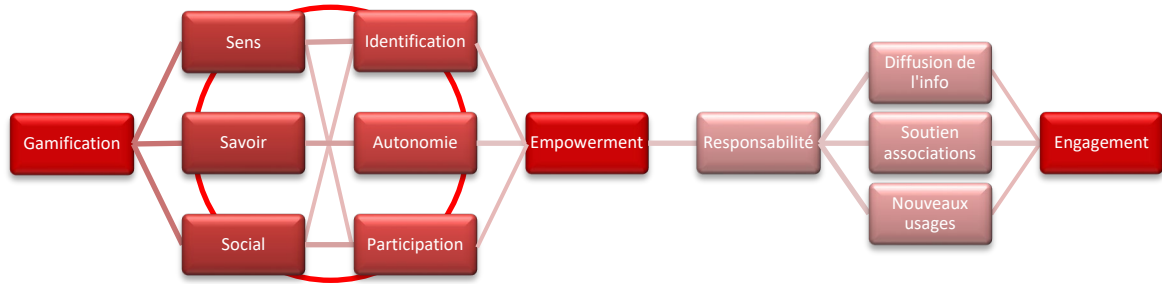 Gamification
Sens
Savoir
Social
Identification
Autonomie
Participation
Empowerment
Responsabilité
Diffusion de
l'info
Soutien
associations
Nouveaux
usages
Engagement